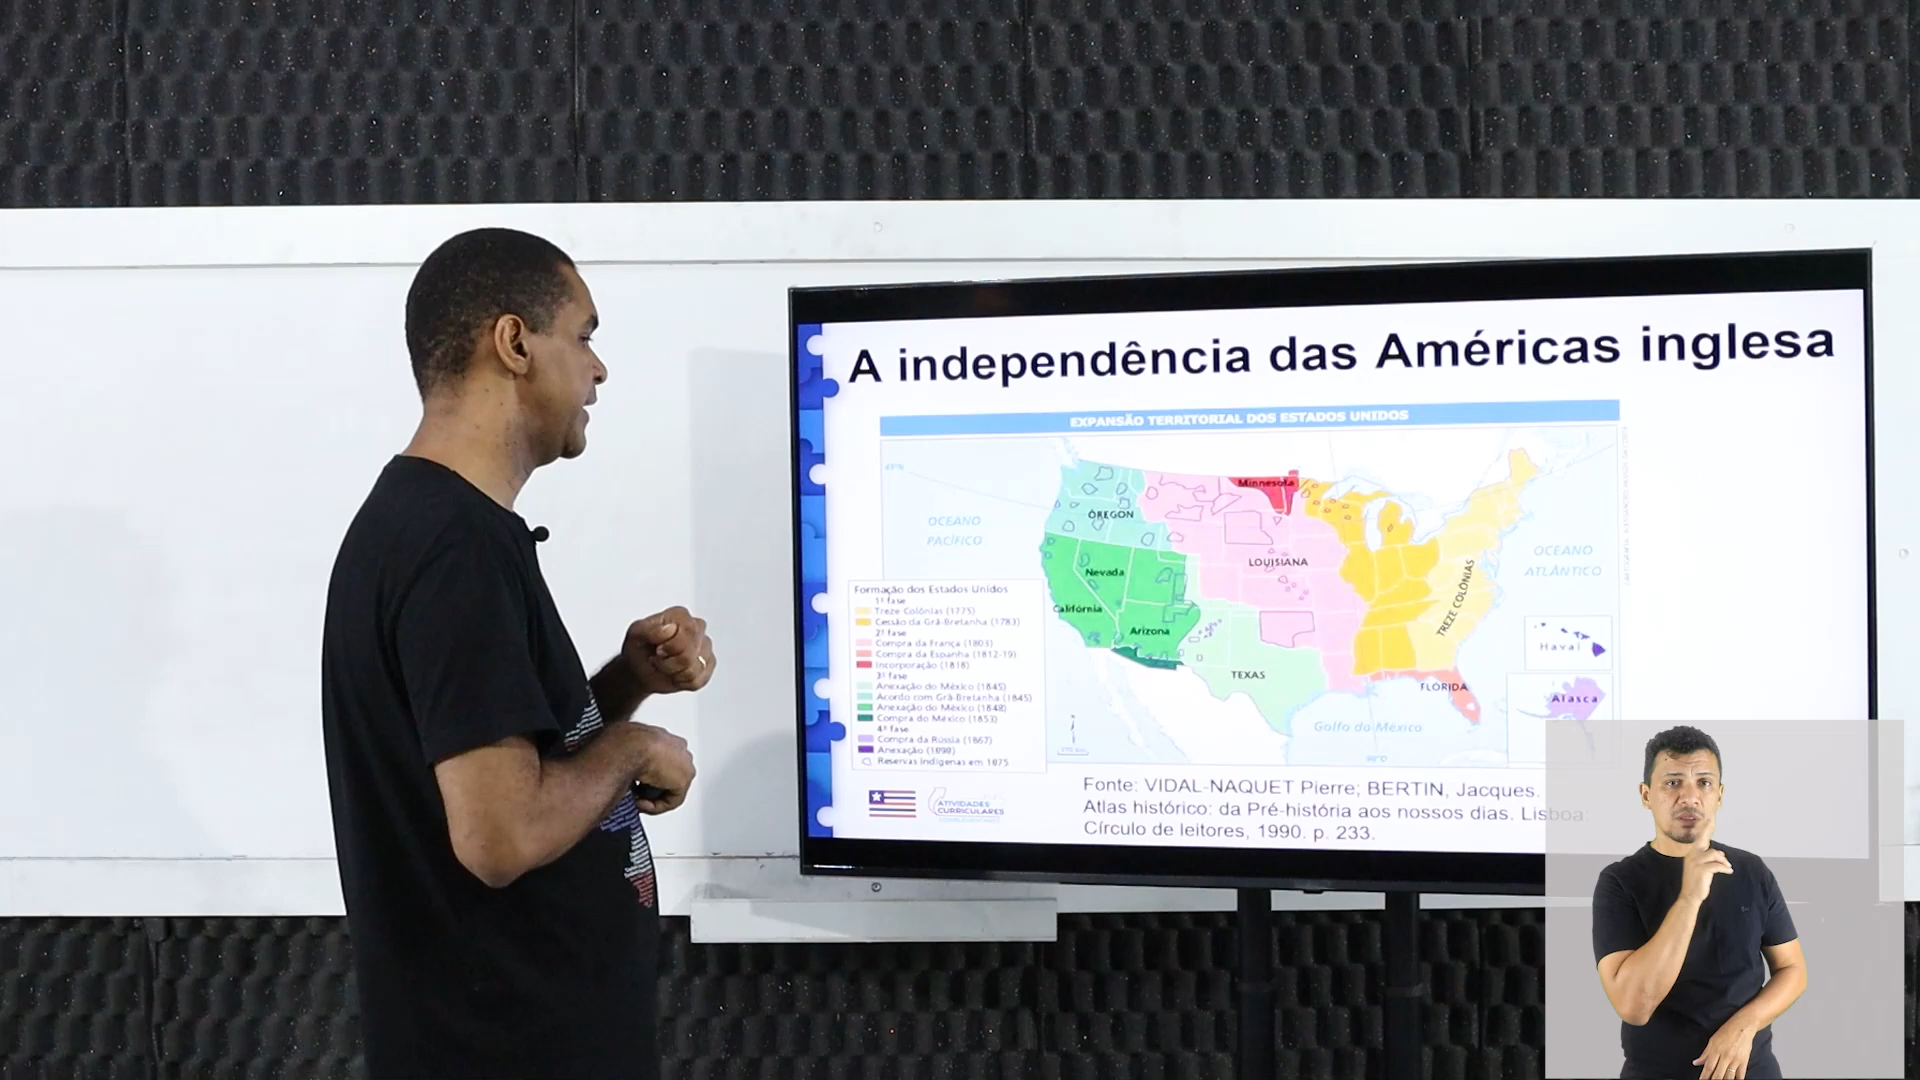 A independência das Américas inglesa
EXPANSÃO TERRITORIAL DOS ESTADOS UNIDOS
45ºN
Minnesota
OREGON
OCEANO
PACÍFICO
LOUISIANA
OCEANO
ATLÂNTICO
Nevada
Califórnia
Arizona
TREZE COLÔNIAS
TEXAS
FLÓRIDA
Golfo do México
Havaí
Alasca
Formação dos Estados Unidos
1ª fase
Treze Colônias (1775)
Cessão da Grã-Bretanha (1783)
2ª fase
Compra da França (1803)
Compra da Espanha (1812-19)
Incorporação (1818)
3ª fase
Anexação do México (1845)
Acordo com Grã-Bretanha (1845)
Anexação do México (1848)
Compra do México (1853)
4ª fase
Compra da Rússia (1867)
Anexação (1898)
Reservas Indígenas em 1875
ATIVIDADES
CURRICULARES
COMPLEMENTARES
Fonte: VIDAL-NAQUET Pierre; BERTIN, Jacques.
Atlas histórico: da Pré-história aos nossos dias. Lisboa:
Círculo de leitores, 1990. p. 233.